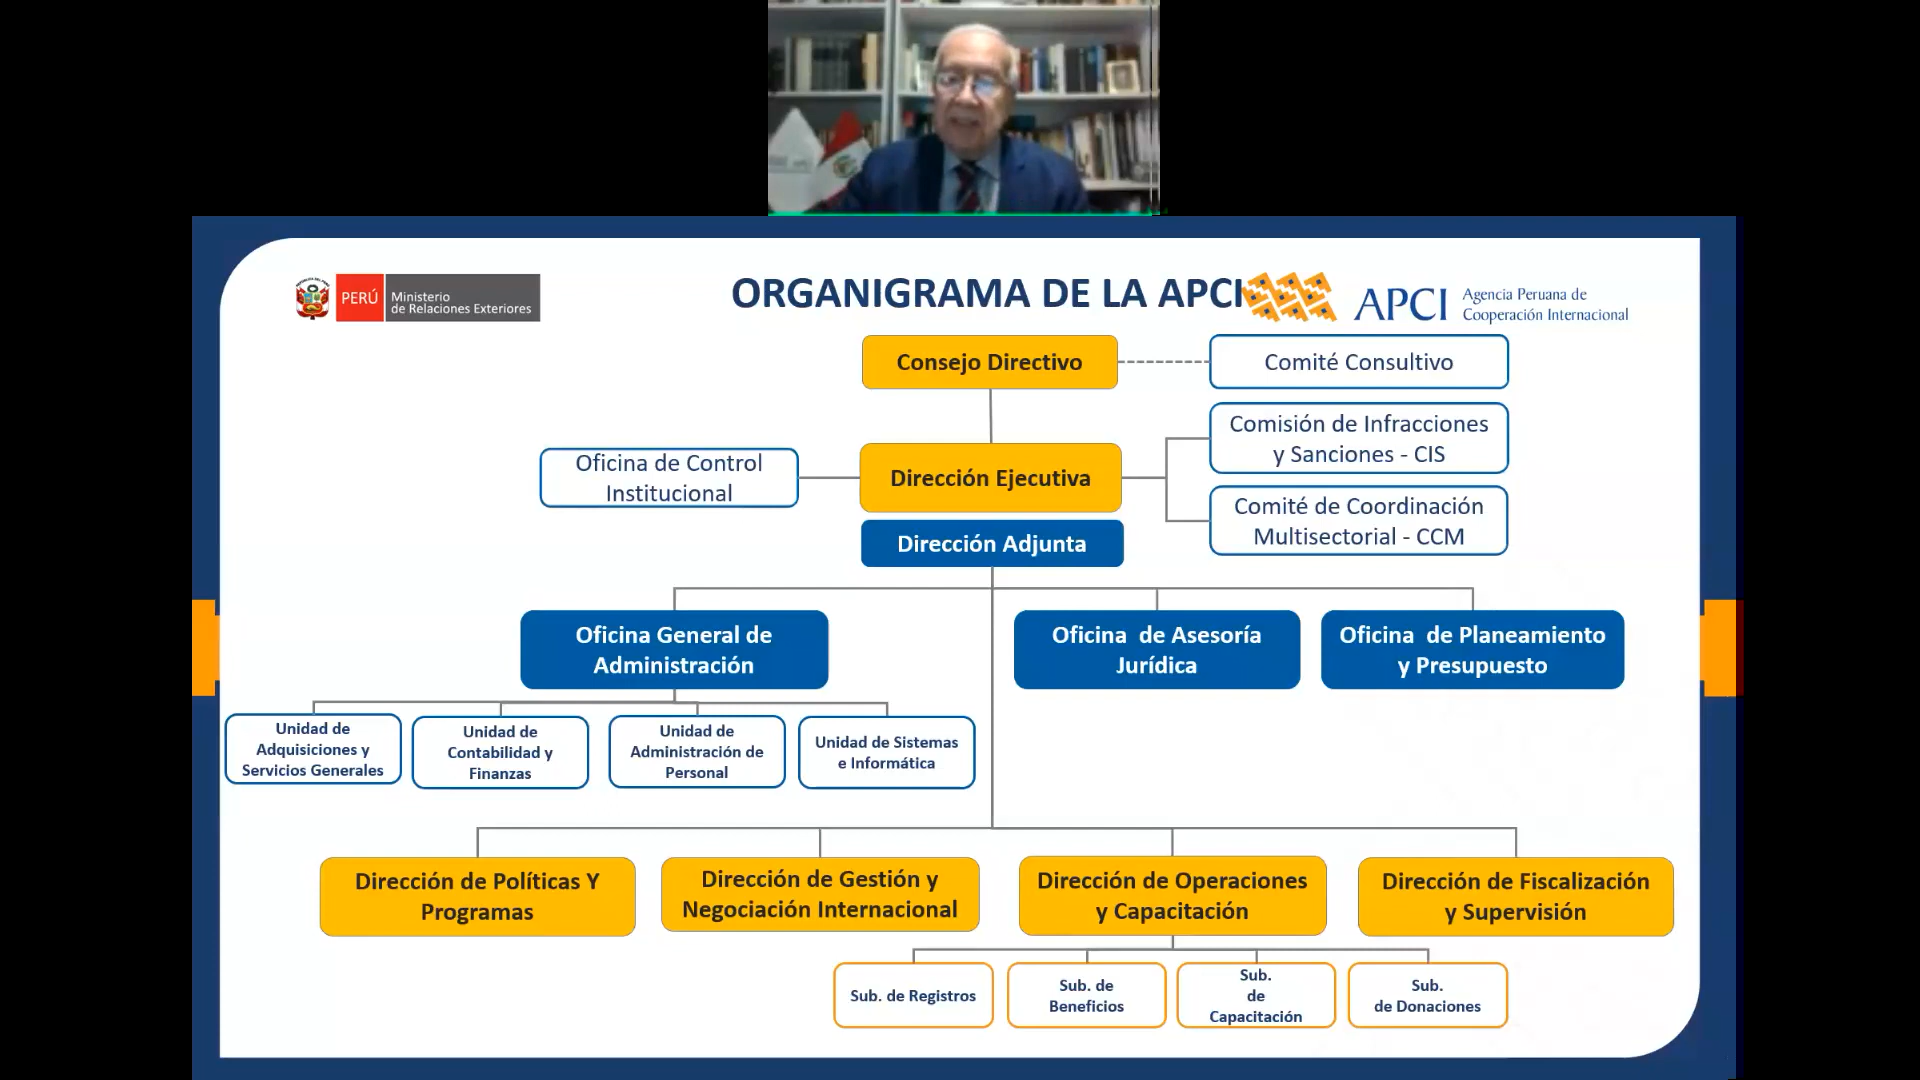 PERÚ
Ministerio
de Relaciones Exteriores
ORGANIGRAMA DE LA APCI
APCI
Agencia Peruana de
Cooperación Internacional
Consejo Directivo
Comité Consultivo
Comisión de Infracciones
y Sanciones - CIS
Oficina de Control
Institucional
Dirección Ejecutiva
Comité de Coordinación
Multisectorial - CCM
Dirección Adjunta
Oficina General de
Administración
Oficina  de Asesoría
Jurídica
Oficina  de Planeamiento
y Presupuesto
Unidad de
Adquisiciones y
Servicios Generales
Unidad de
Contabilidad y
Finanzas
Unidad de
Administración de
Personal
Unidad de Sistemas
e Informática
Dirección de Políticas Y
Programas
Dirección de Gestión y
Negociación Internacional
Dirección de Operaciones
y Capacitación
Dirección de Fiscalización
y Supervisión
Sub. de Registros
Sub. de
Beneficios
Sub.
de
Capacitación
Sub.
de Donaciones